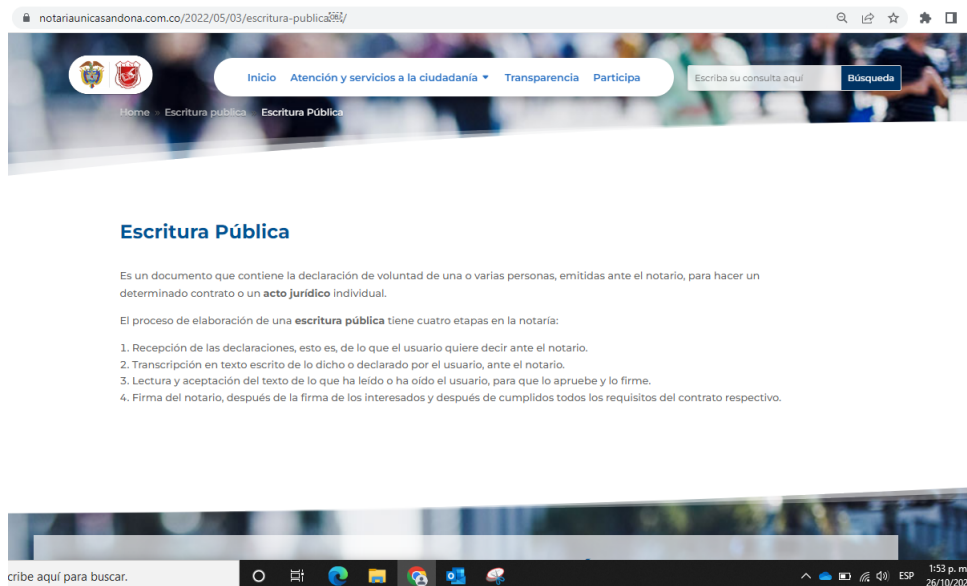 notariaunicasandona.com.co/2022/05/03/escritura-publica￼/
Inicio Atención y servicios a la ciudadanía Transparencia Participa
Escriba su consulta aquí
Búsqueda
Home » Escritura publica Escritura Pública
Escritura Pública
Es un documento que contiene la declaración de voluntad de una o varias personas, emitidas ante el notario, para hacer un
determinado contrato o un acto jurídico individual.
El proceso de elaboración de una escritura pública tiene cuatro etapas en la notaría:
1. Recepción de las declaraciones, esto es, de lo que el usuario quiere decir ante el notario.
2. Transcripción en texto escrito de lo dicho o declarado por el usuario, ante el notario.
3. Lectura y aceptación del texto de lo que ha leído o ha oído el usuario, para que lo apruebe y lo firme.
4. Firma del notario, después de la firma de los interesados y después de cumplidos todos los requisitos del contrato respectivo.
cribe aquí para buscar.
ESP
1:53 p. m
26/10/202